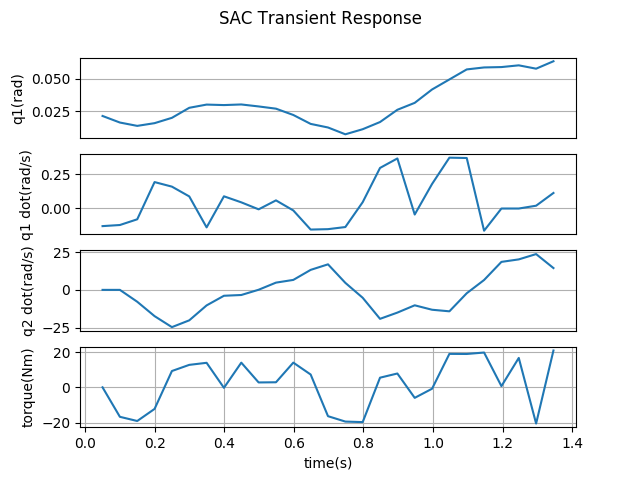 SAC Transient Response
q1(rad)
0.050
0.025
q1 dot(rad/s)
0.25
0.00
q2 dot(rad/s)
25
0
−25
torque(Nm)
20
0
−20
0.0 0.2 0.4 0.6 0.8 1.0 1.2 1.4
time(s)